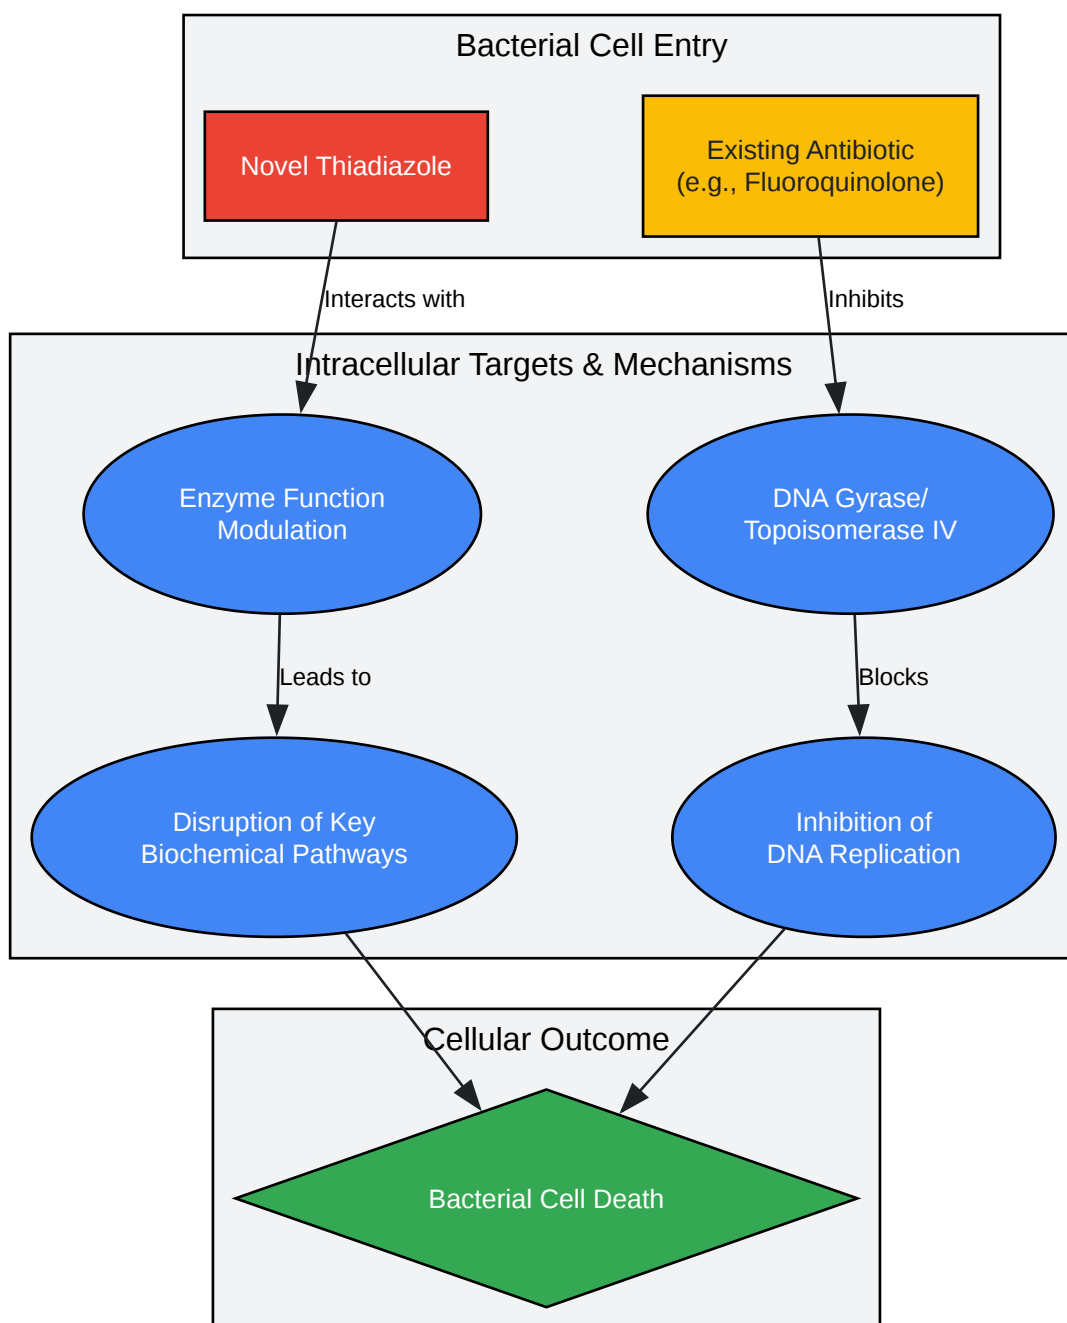 Bacterial Cell Entry
Novel Thiadiazole
Existing Antibiotic
(e.g., Fluoroquinolone)
Interacts with
Inhibits
Intracellular Targets & Mechanisms
Enzyme Function
Modulation
DNA Gyrase/
Topoisomerase IV
Leads to
Blocks
Disruption of Key
Biochemical Pathways
Inhibition of
DNA Replication
Cellular Outcome
Bacterial Cell Death